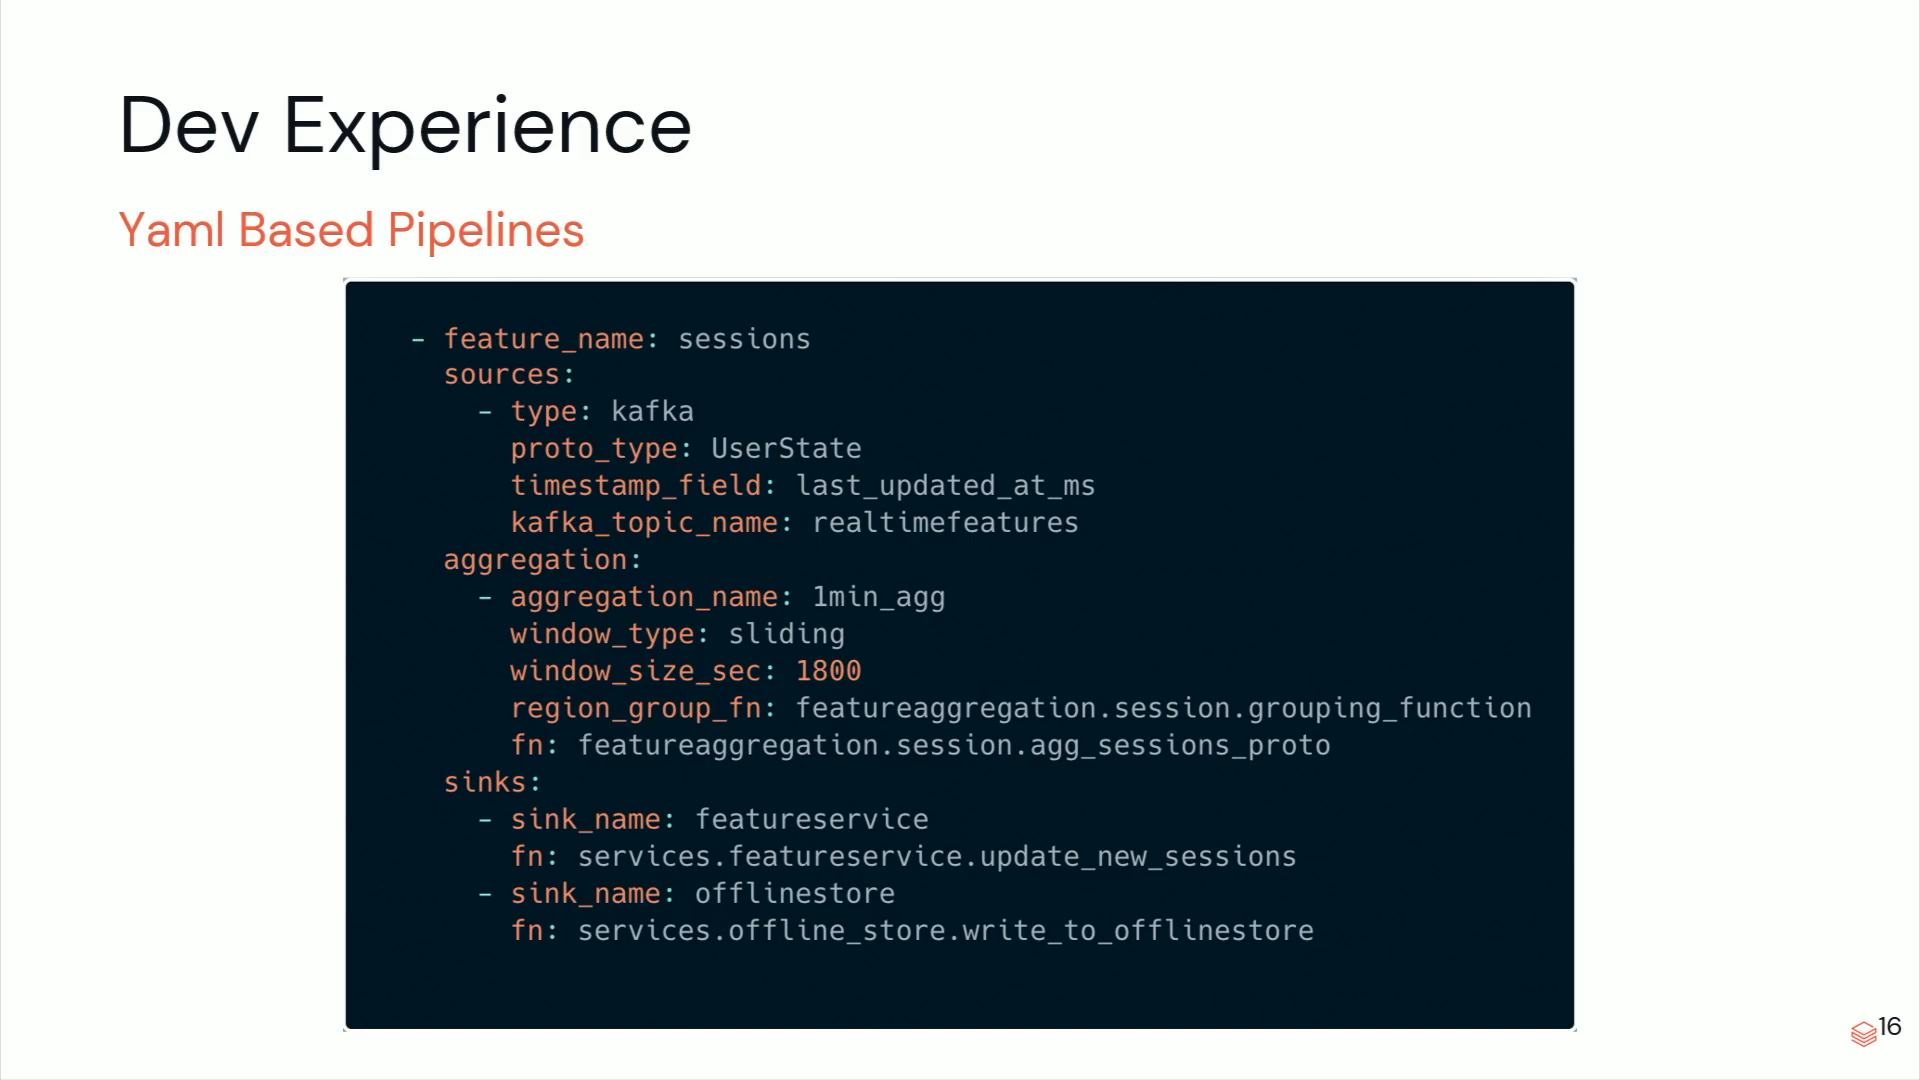 Dev Experience
Yaml Based Pipelines
- feature_name: sessions
  sources:
    - type: kafka
      proto_type: UserState
      timestamp_field: last_updated_at_ms
      kafka_topic_name: realtimefeatures
  aggregation:
    - aggregation_name: 1min_agg
      window_type: sliding
      window_size_sec: 1800
      region_group_fn: featureaggregation.session.grouping_function
      fn: featureaggregation.session.agg_sessions_proto
  sinks:
    - sink_name: featureservice
      fn: services.featureservice.update_new_sessions
    - sink_name: offlinestore
      fn: services.offline_store.write_to_offlinestore
16